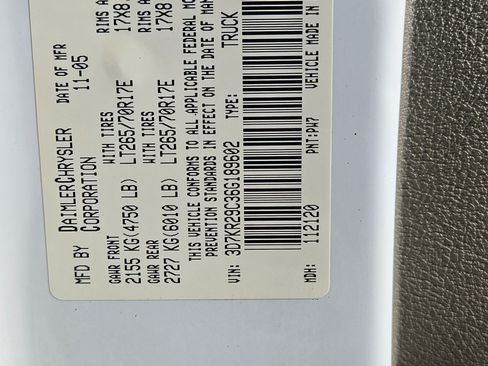 MFD BY DAIMLERCHRYSLER CORPORATION DATE OF MFR 11-05
GAWR FRONT WITH TIRES RIMS A
2155 KG(4750 LB) LT265/70R17E 17X8.
GAWR REAR WITH TIRES RIMS A
2727 KG(6010 LB) LT265/70R17E 17X8
THIS VEHICLE CONFORMS TO ALL APPLICABLE FEDERAL MO
PREVENTION STANDARDS IN EFFECT ON THE DATE OF MAN
VIN: 3D7KR29C36G189602 TYPE: TRUCK
MDH: 112120 PNT: PW7 VEHICLE MADE IN